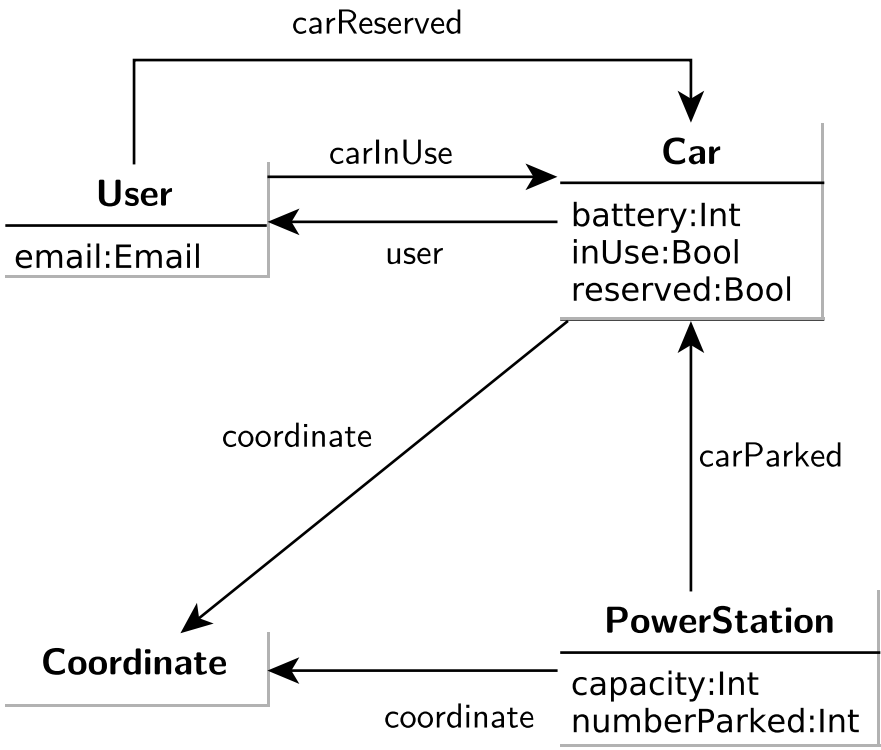 carReserved
carInUse
Car
User
battery:Int
email:Email
user
inUse:Bool
reserved:Bool
coordinate
carParked
PowerStation
Coordinate
capacity:Int
coordinate
numberParked:Int